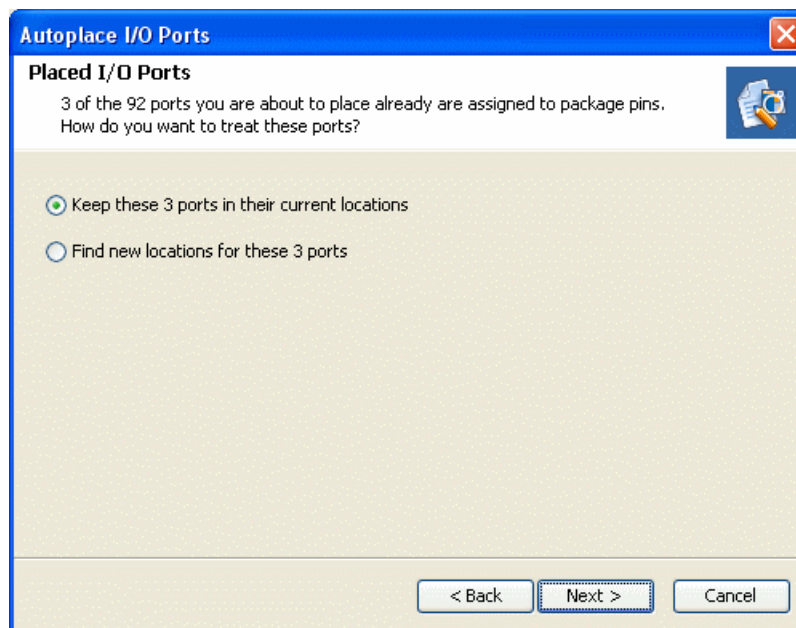 Autoplace I/O Ports
Placed I/O Ports
3 of the 92 ports you are about to place already are assigned to package pins.
How do you want to treat these ports?
Keep these 3 ports in their current locations
Find new locations for these 3 ports
< Back Next > Cancel